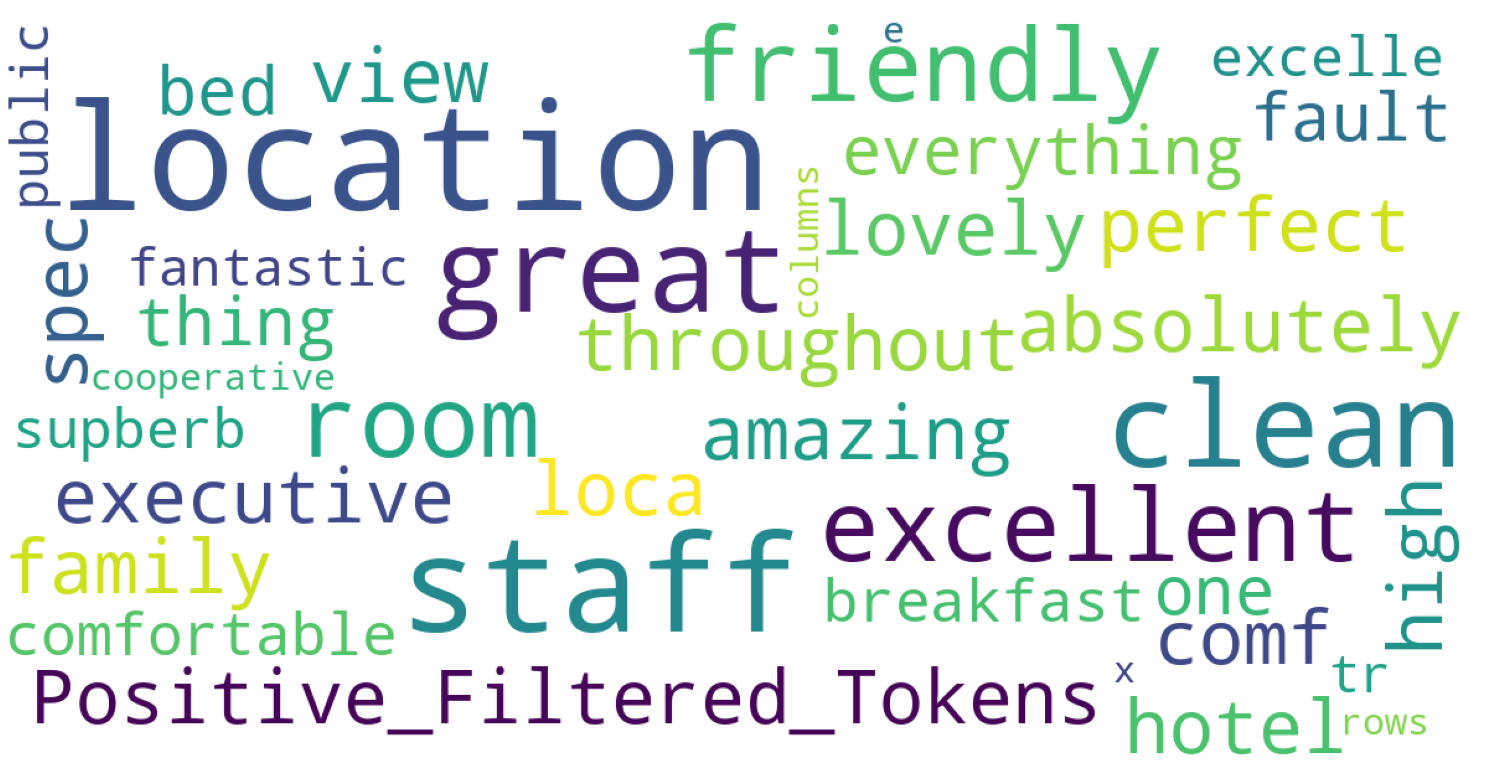 public
bed
view
friendly
e
excelle
fault
location
everything
columns
lovely
perfect
spec
fantastic
great
thing
throughout
absolutely
cooperative
supberb
room
amazing
clean
executive
loca
excellent
high
family
staff
breakfast
one
comfortable
comf
Positive_Filtered_Tokens
x
tr
hotel
rows